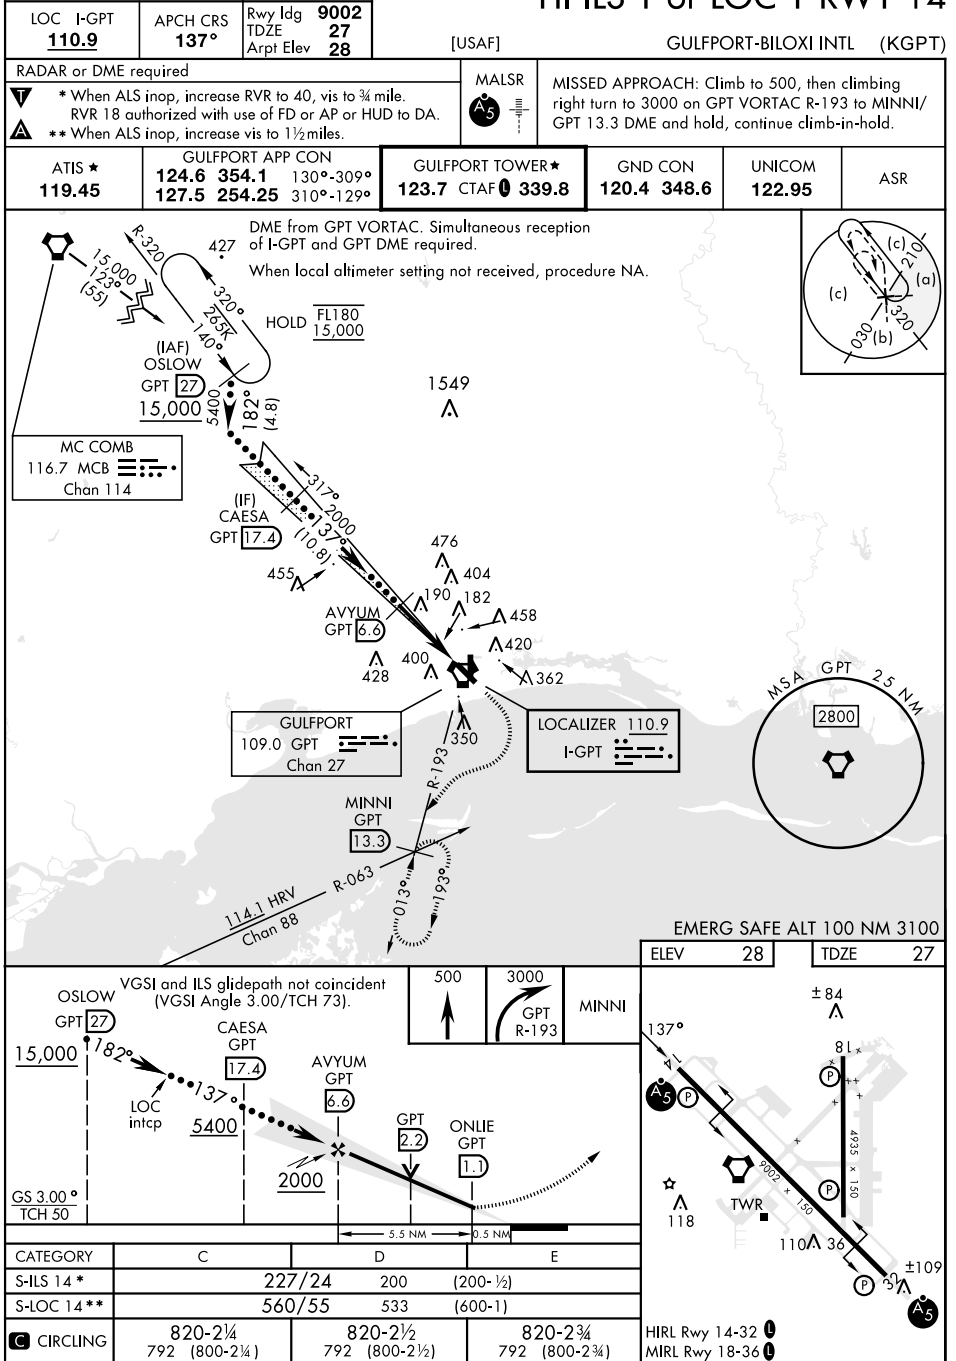 HI-ILS Y or LOC Y RWY 14
LOC I-GPT
110.9
APCH CRS
137°
Rwy ldg 9002
TDZE 27
Arpt Elev 28
[USAF]
GULFPORT-BILOXI INTL (KGPT)
RADAR or DME required
T
A
* When ALS inop, increase RVR to 40, vis to ¾ mile.
RVR 18 authorized with use of FD or AP or HUD to DA.
** When ALS inop, increase vis to 1½ miles.
MALSR
A5
MISSED APPROACH: Climb to 500, then climbing
right turn to 3000 on GPT VORTAC R-193 to MINNI/
GPT 13.3 DME and hold, continue climb-in-hold.
ATIS ★
119.45
GULFPORT APP CON
124.6 354.1 130°-309°
127.5 254.25 310°-129°
GULFPORT TOWER★
123.7 CTAF L 339.8
GND CON
120.4 348.6
UNICOM
122.95
ASR
DME from GPT VORTAC. Simultaneous reception
of I-GPT and GPT DME required.
When local altimeter setting not received, procedure NA.
R-320
427
15,000
123°
(55)
320°
265K
140°
HOLD FL180
15,000
(IAF)
OSLOW
GPT 27
15,000
5400
182°
(4.8)
(c)
210
(a)
(c)
320
030
(b)
1549
MC COMB
116.7 MCB
Chan 114
317°
2000
137°
(10.8)
(IF)
CAESA
GPT 17.4
455
476
404
190
182
458
420
362
AVYUM
GPT 6.6
428
400
350
GULFPORT
109.0 GPT
Chan 27
LOCALIZER 110.9
I-GPT
MSA GPT 25 NM
2800
R-193
MINNI
GPT
13.3
R-063
114.1 HRV
Chan 88
013°
193°
EMERG SAFE ALT 100 NM 3100
ELEV 28
TDZE 27
VGSI and ILS glidepath not coincident
(VGSI Angle 3.00/TCH 73).
500
3000
GPT
R-193
MINNI
OSLOW
GPT 27
15,000
182°
LOC
intcp
137°
CAESA
GPT
17.4
5400
AVYUM
GPT
6.6
2000
GPT
2.2
ONLIE
GPT
1.1
GS 3.00°
TCH 50
5.5 NM
0.5 NM
±84
137°
18
A5
P
P
4935 x 150
9002 x 150
P
TWR
118
110
36
±109
32
P
A5
HIRL Rwy 14-32 L
MIRL Rwy 18-36 L
CATEGORY C D E
S-ILS 14 * 227/24 200 (200-½)
S-LOC 14 ** 560/55 533 (600-1)
C CIRCLING 820-2¼ 820-2½ 820-2¾
792 (800-2¼) 792 (800-2½) 792 (800-2¾)